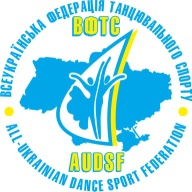 ВСЕУКРАЇНСЬКА ФЕДЕРАЦІЯ ТАНЦЮВАЛЬНОГО СПОРТУ
ВФТС
AUDSF
ALL-UKRAINIAN DANCE SPORT FEDERATION